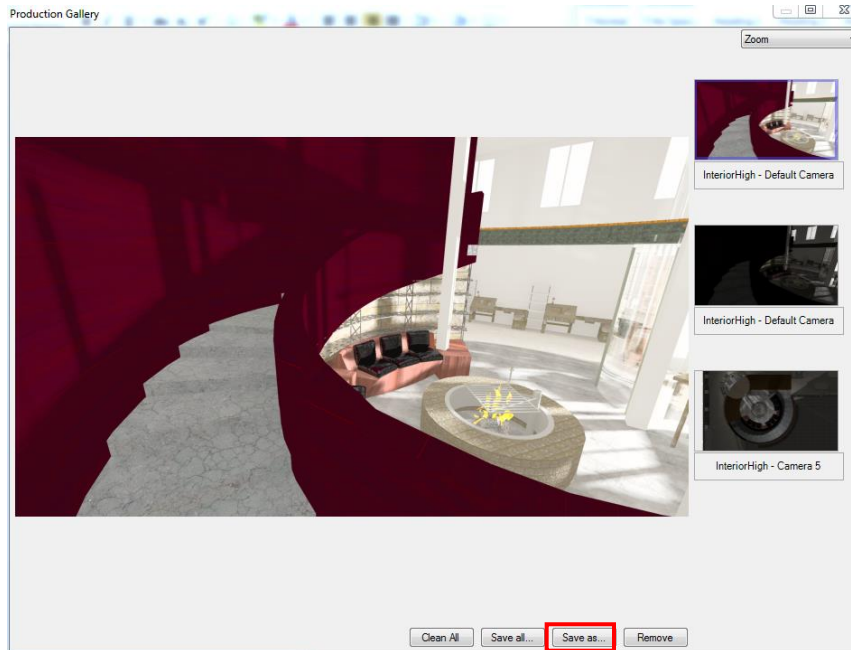 Production Gallery
Zoom
InteriorHigh - Default Camera
InteriorHigh - Default Camera
InteriorHigh - Camera 5
Clean All
Save all...
Save as...
Remove